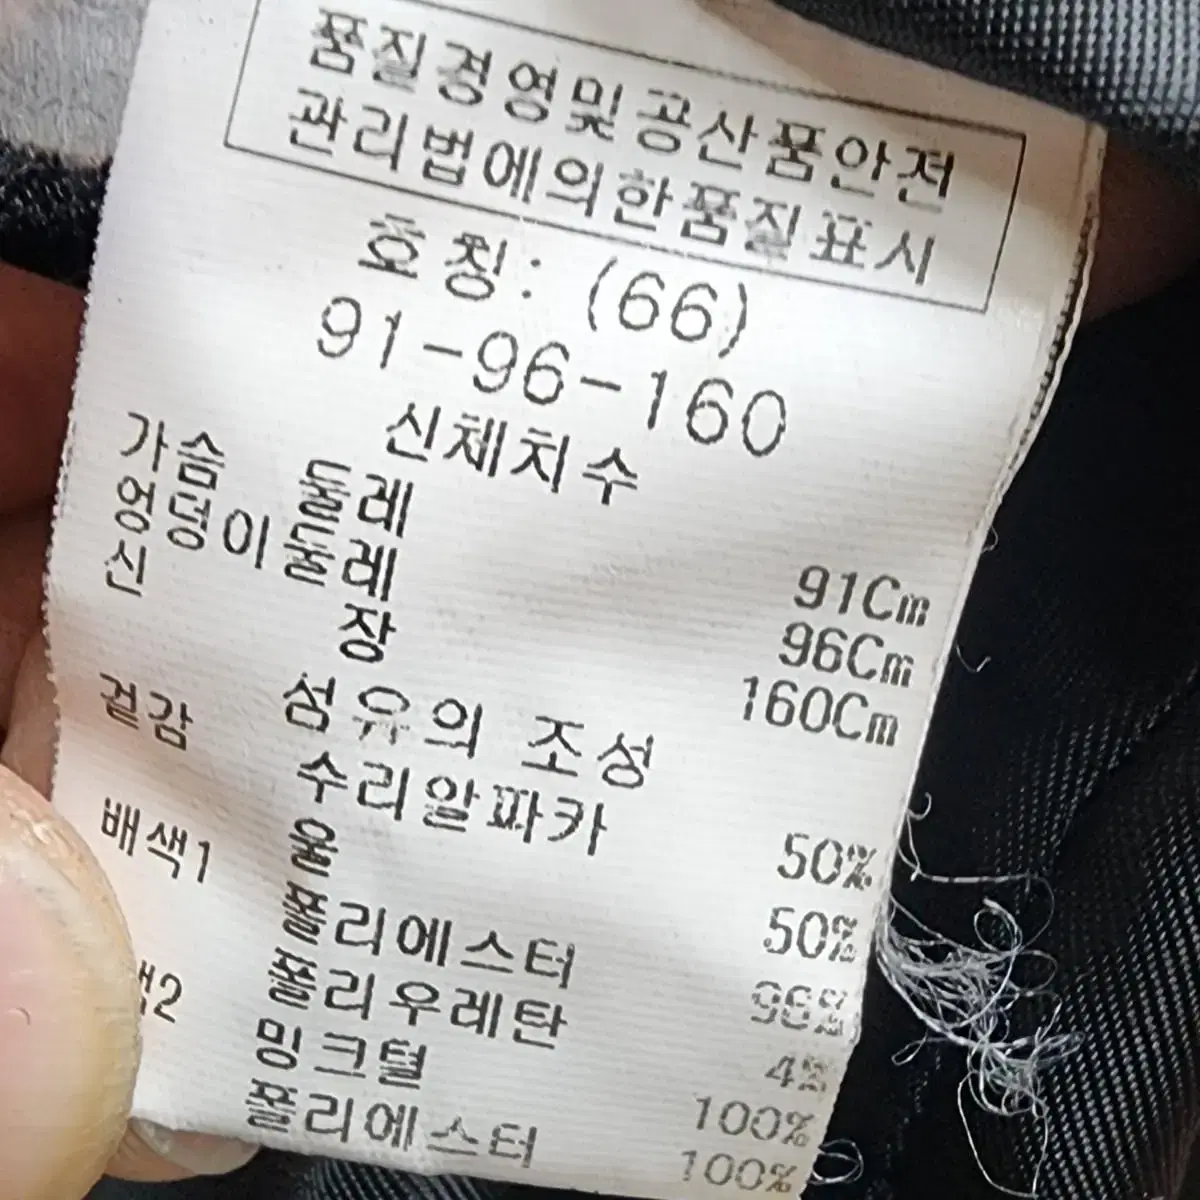 품질경영및공산품안전
관리법에의한품질표시
호칭: (66)
91-96-160
신체치수
가슴 둘레 91Cm
엉덩이둘레 96Cm
신 장 160Cm
섬유의 조성
겉감 수리알파카 50%
울 50%
배색1 폴리에스터 96%
폴리우레탄 4%
색2 밍크털 100%
폴리에스터 100%